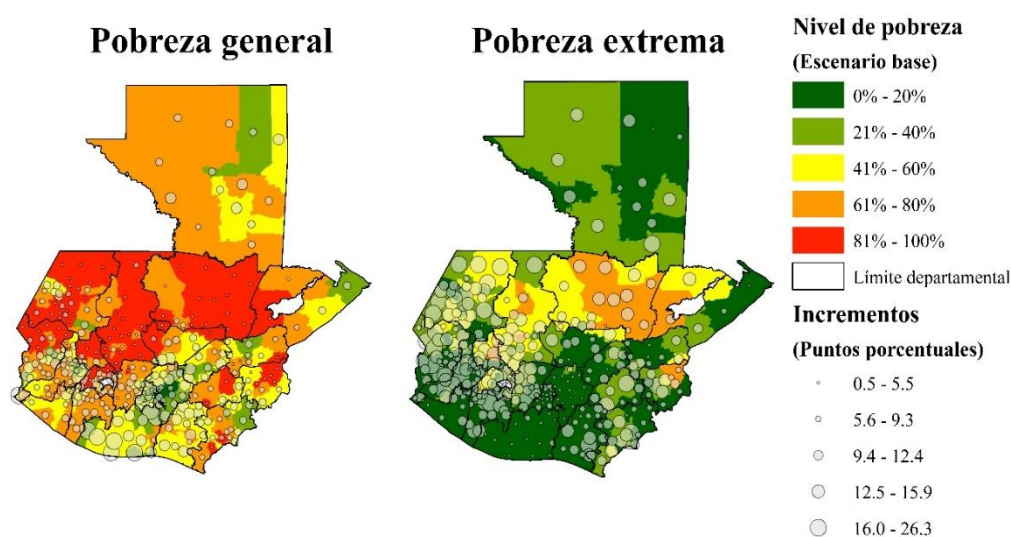 Pobreza general
Pobreza extrema
Nivel de pobreza
(Escenario base)
0% - 20%
21% - 40%
41% - 60%
61% - 80%
81% - 100%
Límite departamental
Incrementos
(Puntos porcentuales)
0.5 - 5.5
5.6 - 9.3
9.4 - 12.4
12.5 - 15.9
16.0 - 26.3